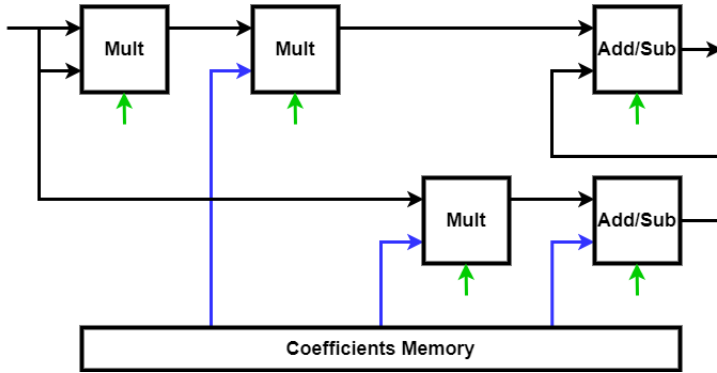 Mult
Mult
Add/Sub
Mult
Add/Sub
Coefficients Memory